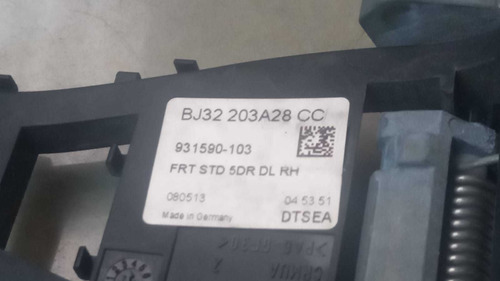 BJ32 203A28 CC
931590-103
FRT STD 5DR DL RH
080513 04 53 51
Made in Germany DTSEA